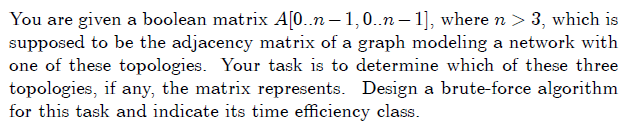 You are given a boolean matrix A[0..n − 1, 0..n − 1], where n > 3, which is
supposed to be the adjacency matrix of a graph modeling a network with
one of these topologies. Your task is to determine which of these three
topologies, if any, the matrix represents. Design a brute-force algorithm
for this task and indicate its time efficiency class.